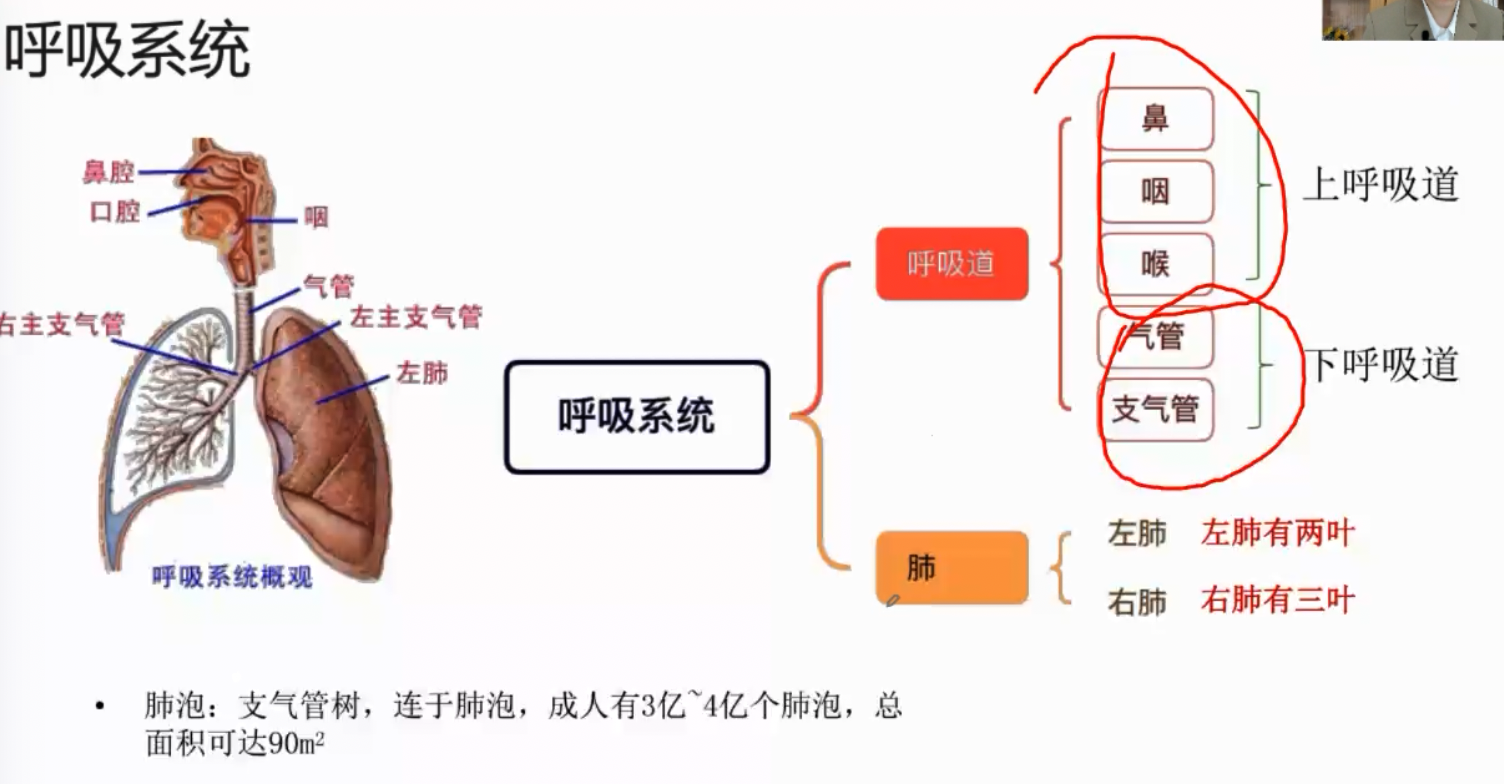 呼吸系统
鼻腔
口腔
咽
气管
右主支气管
左主支气管
左肺
呼吸系统概观
呼吸系统
呼吸道
鼻
咽
喉
上呼吸道
气管
支气管
下呼吸道
肺
左肺 左肺有两叶
右肺 右肺有三叶
• 肺泡：支气管树，连于肺泡，成人有3亿~4亿个肺泡，总
面积可达90m²